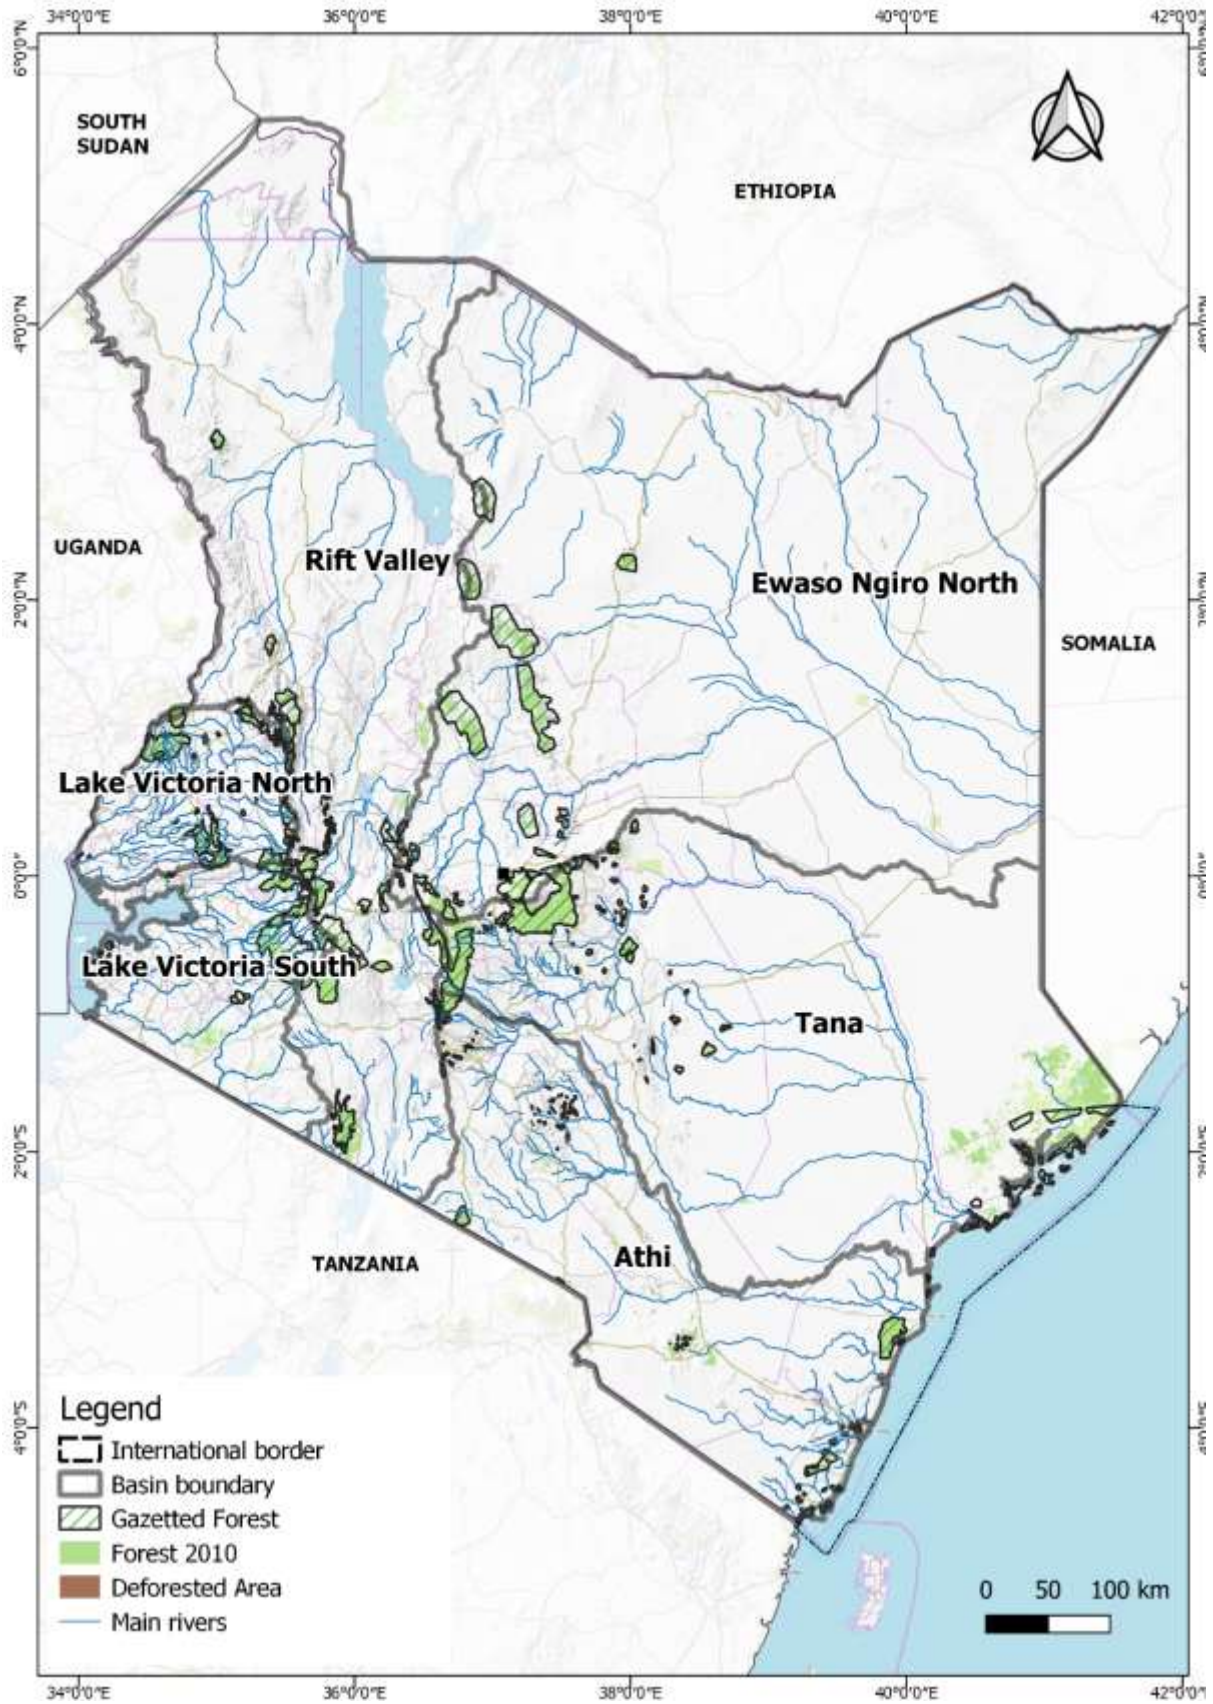 34°0'0"E
36°0'0"E
38°0'0"E
40°0'0"E
42°0'0"E
6°0'0"N
SOUTH
SUDAN
ETHIOPIA
4°0'0"N
UGANDA
Rift Valley
Ewaso Ngiro North
2°0'0"N
SOMALIA
Lake Victoria North
0°0'0"
0°0'0"
Lake Victoria South
Tana
2°0'0"S
TANZANIA
Athi
4°0'0"S
Legend
International border
Basin boundary
Gazetted Forest
Forest 2010
Deforested Area
Main rivers
0 50 100 km
34°0'0"E
36°0'0"E
38°0'0"E
40°0'0"E
42°0'0"E